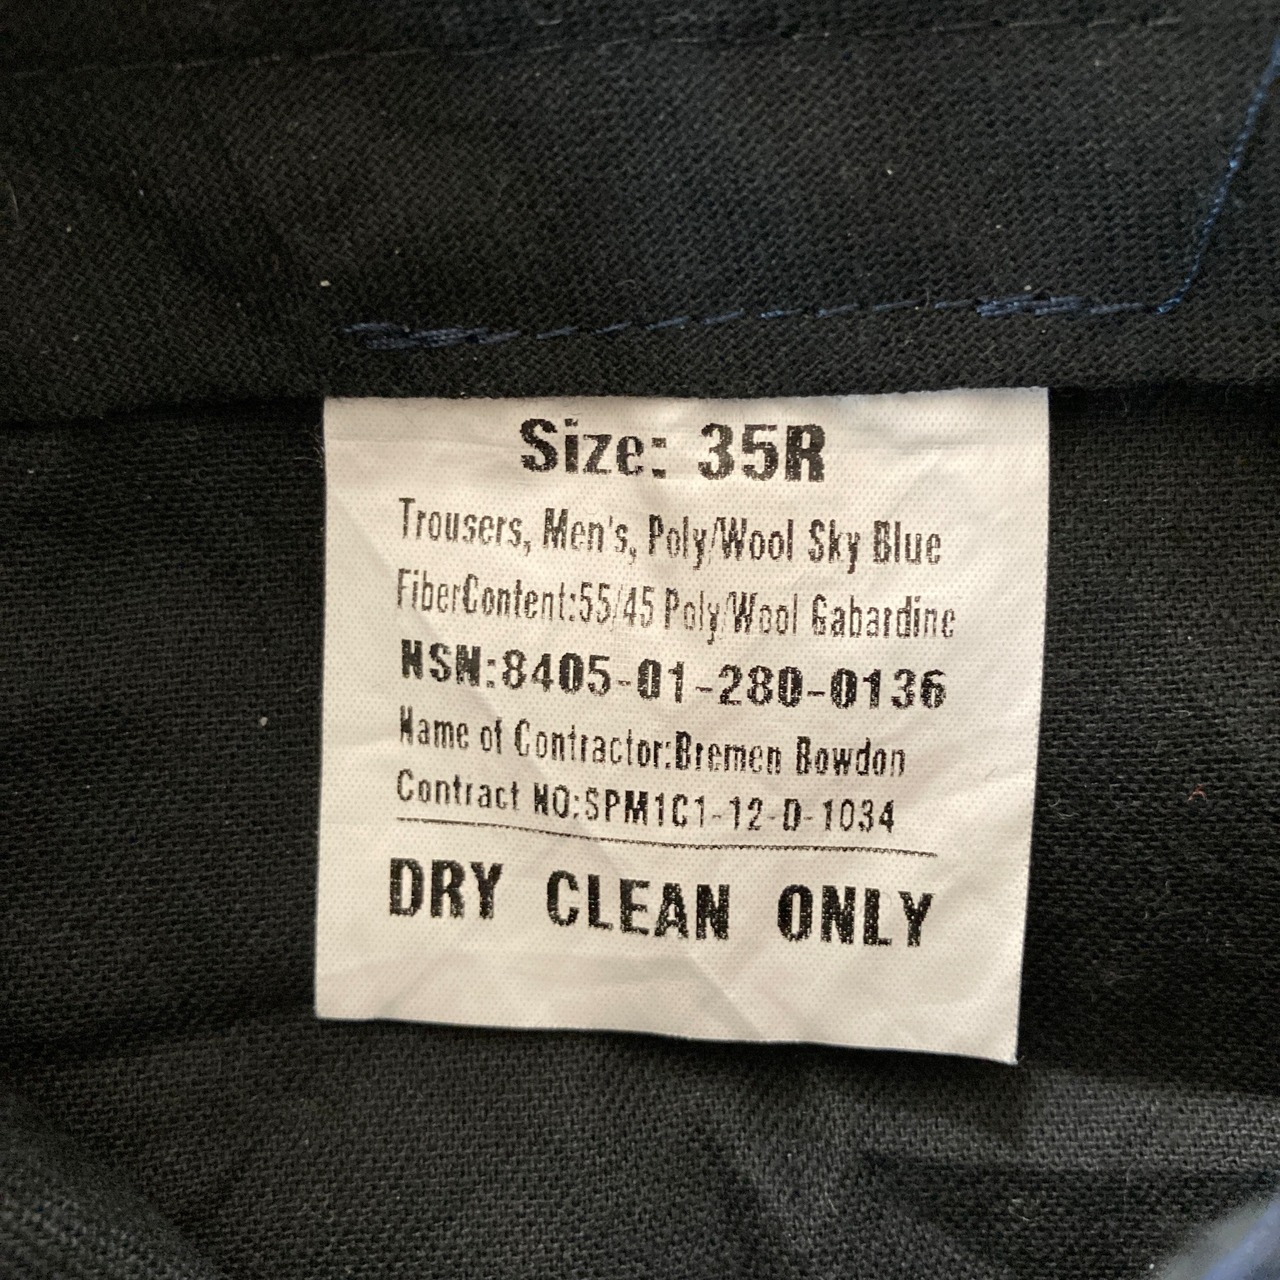 Size: 35R
Trousers, Men's, Poly/Wool Sky Blue
FiberContent:55/45 Poly/Wool Gabardine
NSN:8405-01-280-0136
Name of Contractor:Bremen Bowdon
Contract NO:SPM1C1-12-D-1034
DRY CLEAN ONLY